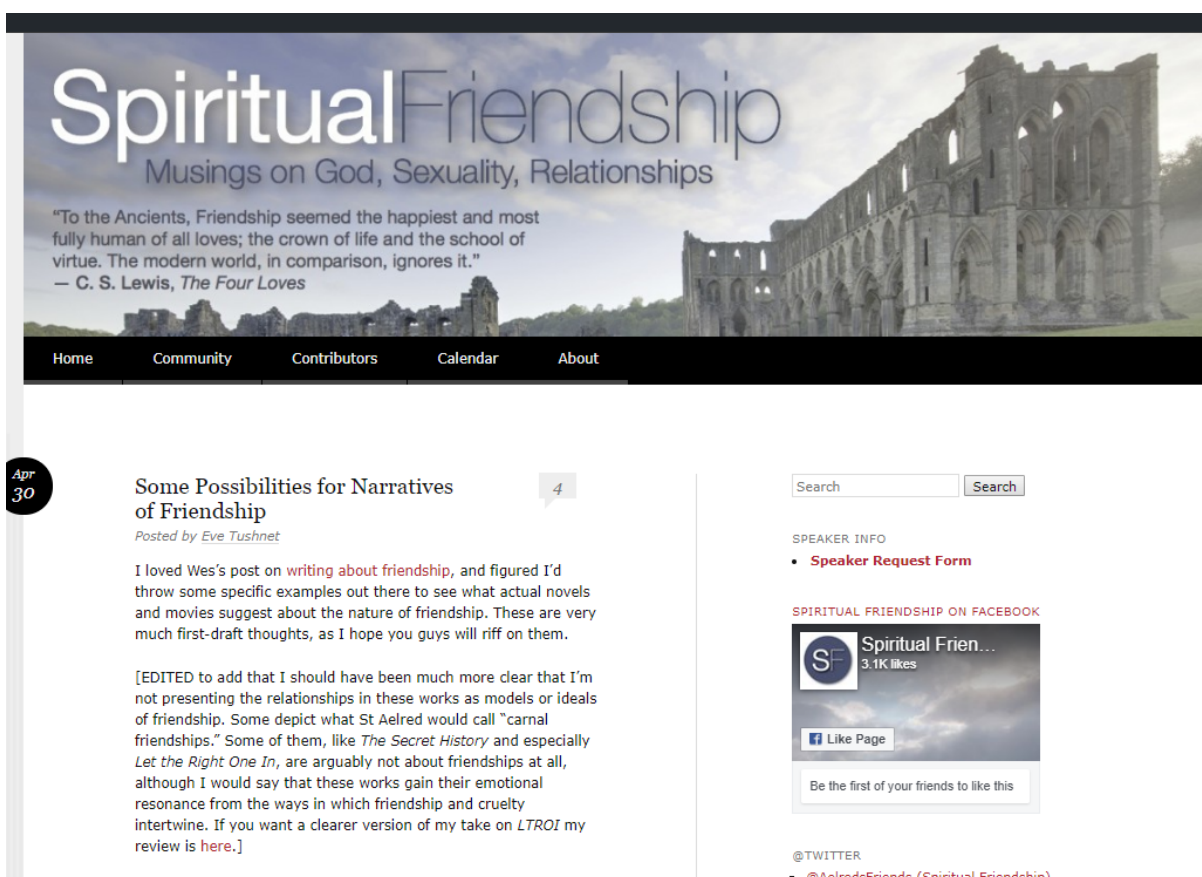 SpiritualFriendship
Musings on God, Sexuality, Relationships
“To the Ancients, Friendship seemed the happiest and most
fully human of all loves; the crown of life and the school of
virtue. The modern world, in comparison, ignores it.”
— C. S. Lewis, The Four Loves
Home
Community
Contributors
Calendar
About
Apr
30
Some Possibilities for Narratives
of Friendship
4
Posted by Eve Tushnet
I loved Wes’s post on writing about friendship, and figured I’d
throw some specific examples out there to see what actual novels
and movies suggest about the nature of friendship. These are very
much first-draft thoughts, as I hope you guys will riff on them.
[EDITED to add that I should have been much more clear that I’m
not presenting the relationships in these works as models or ideals
of friendship. Some depict what St Aelred would call “carnal
friendships.” Some of them, like The Secret History and especially
Let the Right One In, are arguably not about friendships at all,
although I would say that these works gain their emotional
resonance from the ways in which friendship and cruelty
intertwine. If you want a clearer version of my take on LTROI my
review is here.]
Search
Search
SPEAKER INFO
• Speaker Request Form
SPIRITUAL FRIENDSHIP ON FACEBOOK
SF
Spiritual Frien...
3.1K likes
Like Page
Be the first of your friends to like this
@TWITTER
• @AelredsFriends (Spiritual Friendship)